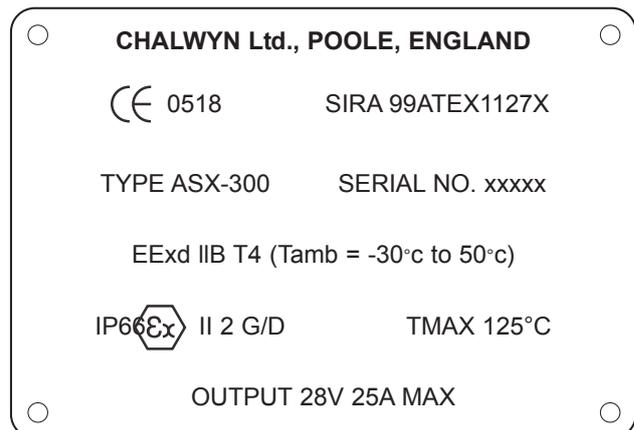 CHALWYN Ltd., POOLE, ENGLAND
CE 0518 SIRA 99ATEX1127X
TYPE ASX-300 SERIAL NO. xxxxx
EExd IIB T4 (Tamb = -30°c to 50°c)
IP66 Ɛx II 2 G/D TMAX 125°C
OUTPUT 28V 25A MAX